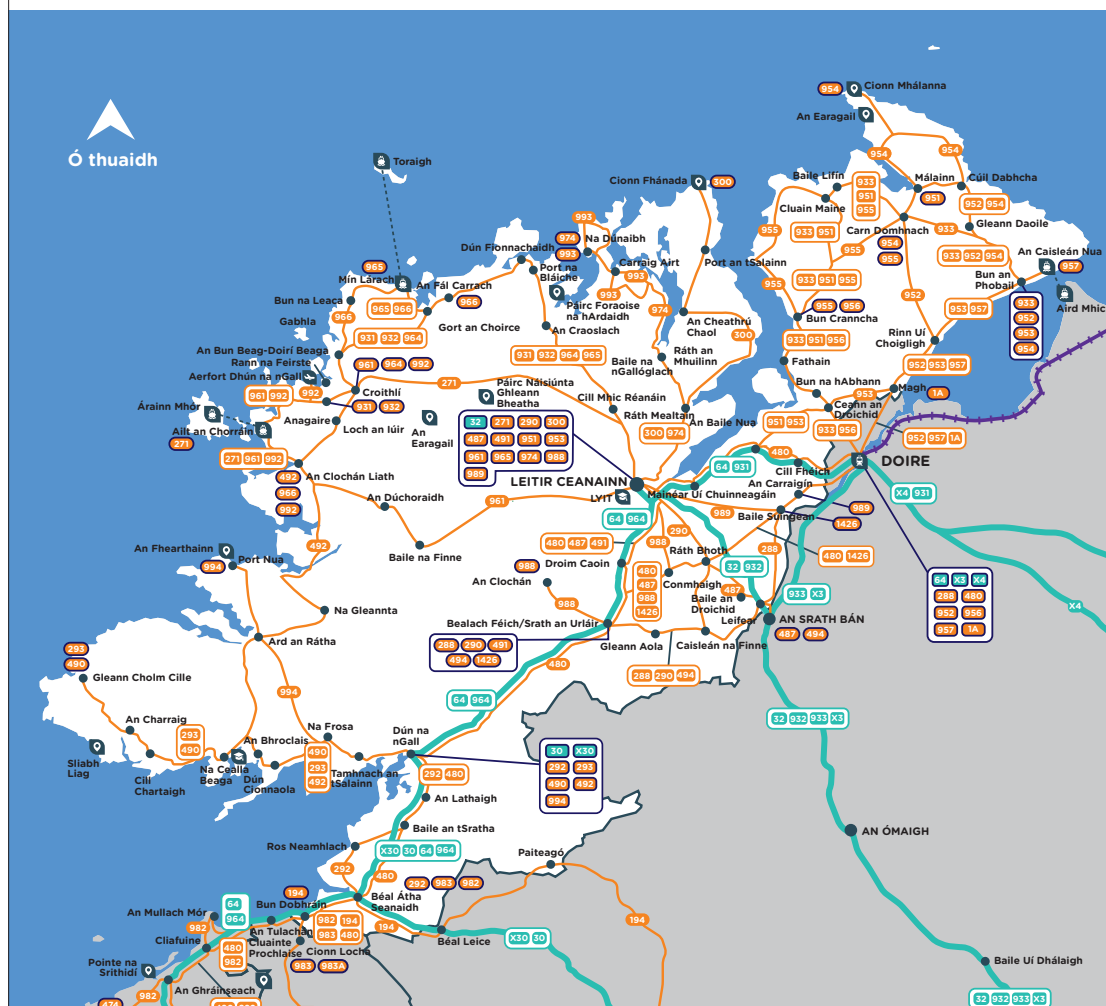 954
Cionn Mhálanna
An Earagail
954
954
Ó thuaidh
Toraigh
Cionn Fhánada
300
Baile Lifín
933
951
955
Málainn
Cúil Dabhcha
951
952 954
Cluain Maine
Gleann Daoile
993
974
993
Na Dúnaibh
955
933 951
Carn Domhnach
933
954
955
955
933 952 954
An Caisleán Nua
957
Dún Fionnachaidh
Port na
Bláiche
Carraig Airt
993
993
Port an tSalainn
Bun an
Phobail
965
Mín Lárach
An Fál Carrach
966
955
933 951 955
952
Aird Mhic
Bun na Leaca
965 966
Páirc Foraoise
na hArdaidh
974
955 956
953 957
933
952
953
954
966
Gort an Choirce
An Craoslach
An Cheathrú
Chaol
Bun Cranncha
Gabhla
931 932 964
300
933 951 956
Rinn Uí
Choigligh
An Bun Beag-Doirí Beaga
931 932 964 965
Baile na
nGallóglach
Ráth an
Mhuilinn
Fathain
952 953 957
Rann na Feirste
961 964 992
Aerfort Dhún na nGall
271
Páirc Náisiúnta
Ghleann
Bheatha
Bun na hAbhann
953
Magh
1A
961 992
992
Croithlí
931 932
Cill Mhic Réanáin
Ceann an
Droichid
Árainn Mhór
Ráth Mealtain
An Baile Nua
951 953
933 956
Anagaire
Loch an Iúir
An
Earagail
32 271 290 300
487 491 951 953
961 965 974 988
989
300 974
952 957 1A
Ailt an Chorráin
271
480
DOIRE
271 961 992
64 931
Cill Fhéich
An Clochán Liath
LEITIR CEANAINN
An Carraigín
492
966
992
LYIT
Mainéar Uí Chuinneagáin
989
X4 931
An Dúchoraidh
961
989
Baile Suingean
1426
64 964
492
290
An Fhearthainn
Baile na Finne
480 487 491
988
288
480 1426
Port Nua
994
988
Droim Caoin
Ráth Bhoth
32 932
An Clochán
480
487
988
1426
Conmhaigh
64 X3 X4
288 480
952 956
957 1A
988
487
933 X3
Baile an
Droichid
X4
Na Gleannta
Leifear
AN SRATH BÁN
Bealach Féich/Srath an Urláir
487 494
Ard an Rátha
288 290 491
494 1426
Gleann Aola
Caisleán na Finne
293
490
480
Gleann Cholm Cille
288 290 494
994
64 964
An Charraig
32 932 933 X3
293
490
Na Frosa
Dún na
nGall
An Bhroclais
Sliabh
Liag
490
293
492
30 X30
292 293
490 492
994
Cill
Chartaigh
Na Cealla
Beaga
Dún
Cionnaola
Tamhnach an
tSalainn
292 480
An Lathaigh
Baile an tSratha
AN ÓMAIGH
Ros Neamhlach
X30 30 64 964
Paiteagó
292
480
292 983 982
194
64
964
Bun Dobhráin
Béal Átha
Seanaidh
An Mullach Mór
982 194
983 480
194
194
982
An Tulachán
Cluainte
Prochlaise
Cliafuine
Cionn Locha
Béal Leice
X30 30
480
982
983 983A
Pointe na
Srithidí
Baile Uí Dhálaigh
982
An Ghráinseach
32 932 933 X3
474